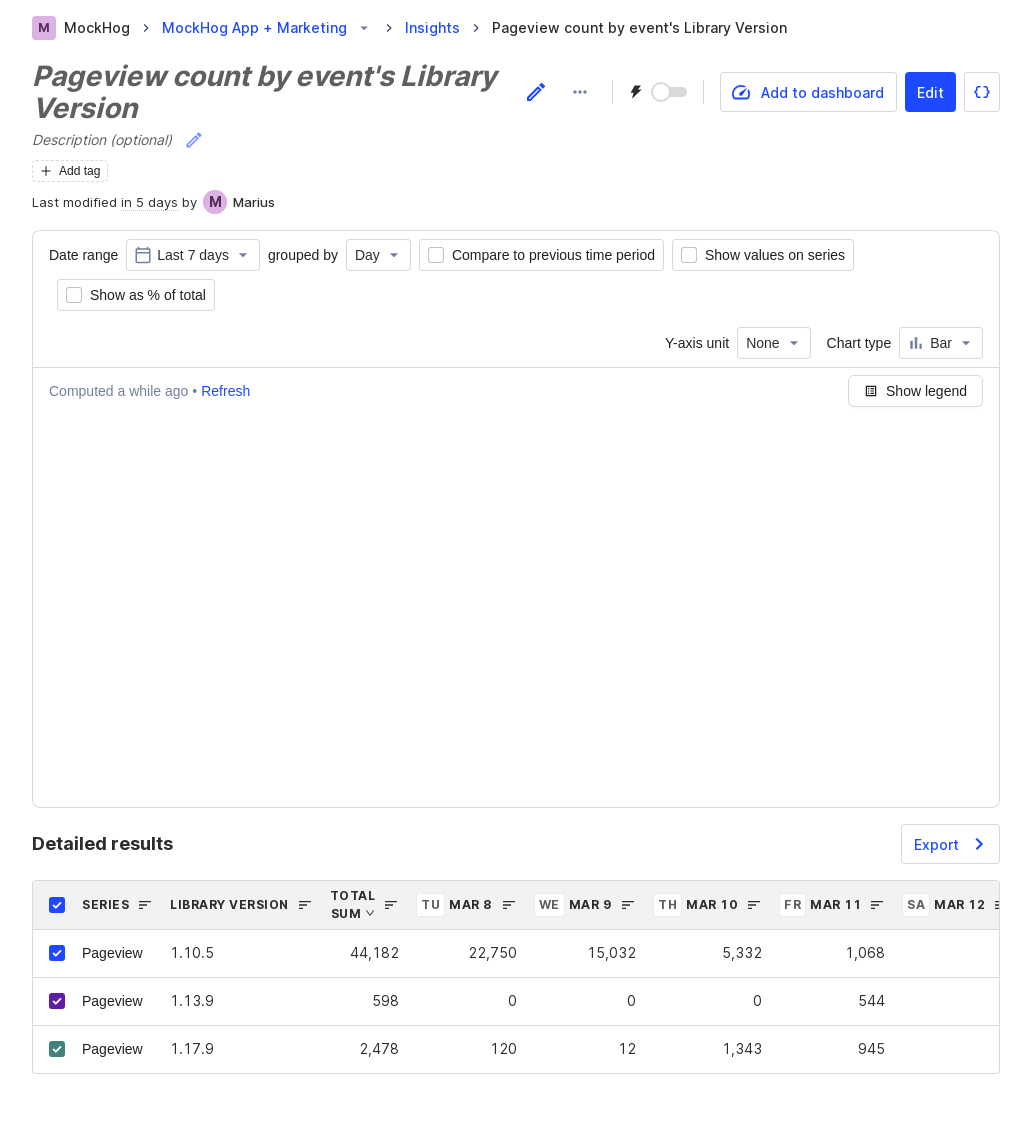 M MockHog MockHog App + Marketing Insights Pageview count by event's Library Version
Pageview count by event's Library
Version
Add to dashboard Edit
Description (optional)
Add tag
Last modified in 5 days by M Marius
Date range Last 7 days grouped by Day Compare to previous time period Show values on series
Show as % of total
Y-axis unit None Chart type Bar
Computed a while ago • Refresh Show legend
Detailed results Export
SERIES LIBRARY VERSION TOTAL SUM TU MAR 8 WE MAR 9 TH MAR 10 FR MAR 11 SA MAR 12
Pageview 1.10.5 44,182 22,750 15,032 5,332 1,068
Pageview 1.13.9 598 0 0 0 544
Pageview 1.17.9 2,478 120 12 1,343 945